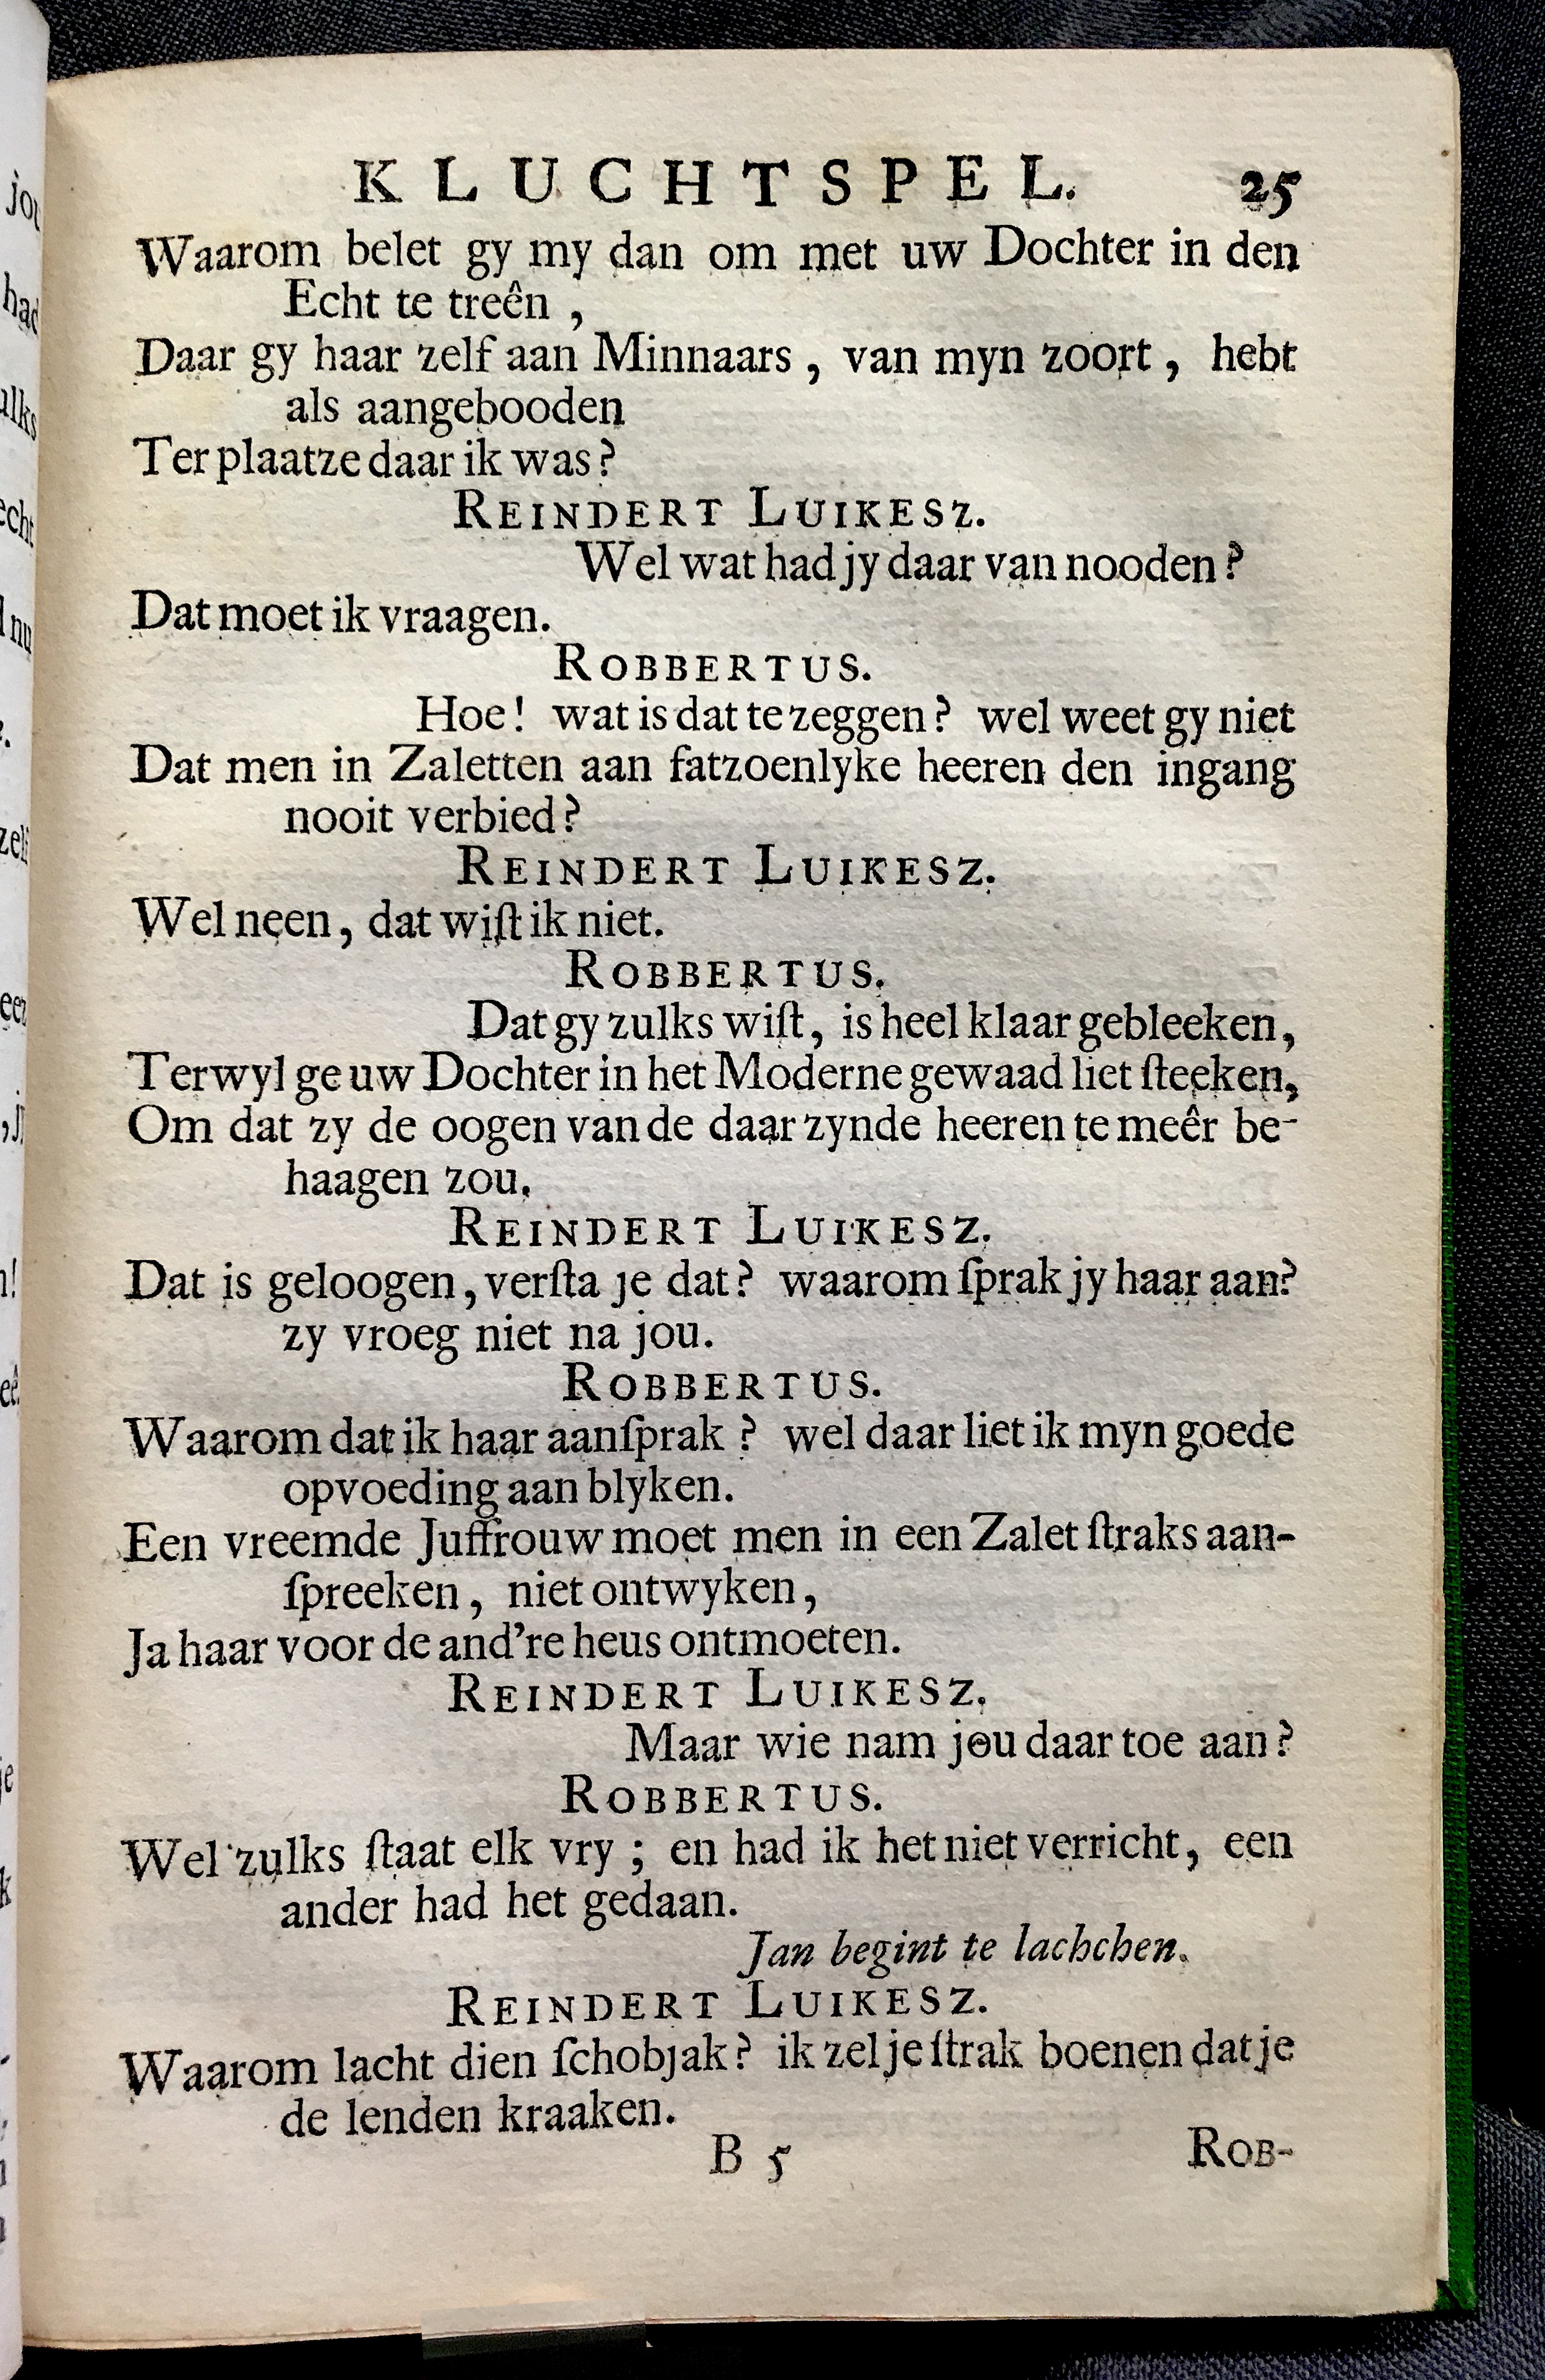 KLUCHTSPEL. 25
Waarom belet gy my dan om met uw Dochter in den
Echt te treên ,
Daar gy haar zelf aan Minnaars , van myn zoort , hebt
als aangebooden
Ter plaatze daar ik was?
REINDERT LUIKESZ.
Wel wat had jy daar van nooden?
Dat moet ik vraagen.
ROBBERTUS.
Hoe! wat is dat te zeggen? wel weet gy niet
Dat men in Zaletten aan fatzoenlyke heeren den ingang
nooit verbied?
REINDERT LUIKESZ.
Wel neen, dat wiſt ik niet.
ROBBERTUS.
Dat gy zulks wiſt, is heel klaar gebleeken,
Terwyl ge uw Dochter in het Moderne gewaad liet ſteeken,
Om dat zy de oogen van de daar zynde heeren te meêr be-
haagen zou.
REINDERT LUIKESZ.
Dat is geloogen, verſta je dat? waarom ſprak jy haar aan?
zy vroeg niet na jou.
ROBBERTUS.
Waarom dat ik haar aanſprak ? wel daar liet ik myn goede
opvoeding aan blyken.
Een vreemde Juffrouw moet men in een Zalet ſtraks aan-
ſpreeken, niet ontwyken,
Ja haar voor de and're heus ontmoeten.
REINDERT LUIKESZ.
Maar wie nam jou daar toe aan?
ROBBERTUS.
Wel zulks ſtaat elk vry ; en had ik het niet verricht, een
ander had het gedaan.
Jan begint te lachchen.
REINDERT LUIKESZ.
Waarom lacht dien ſchobjak? ik zel je ſtrak boenen dat je
de lenden kraaken.
B 5 ROB-